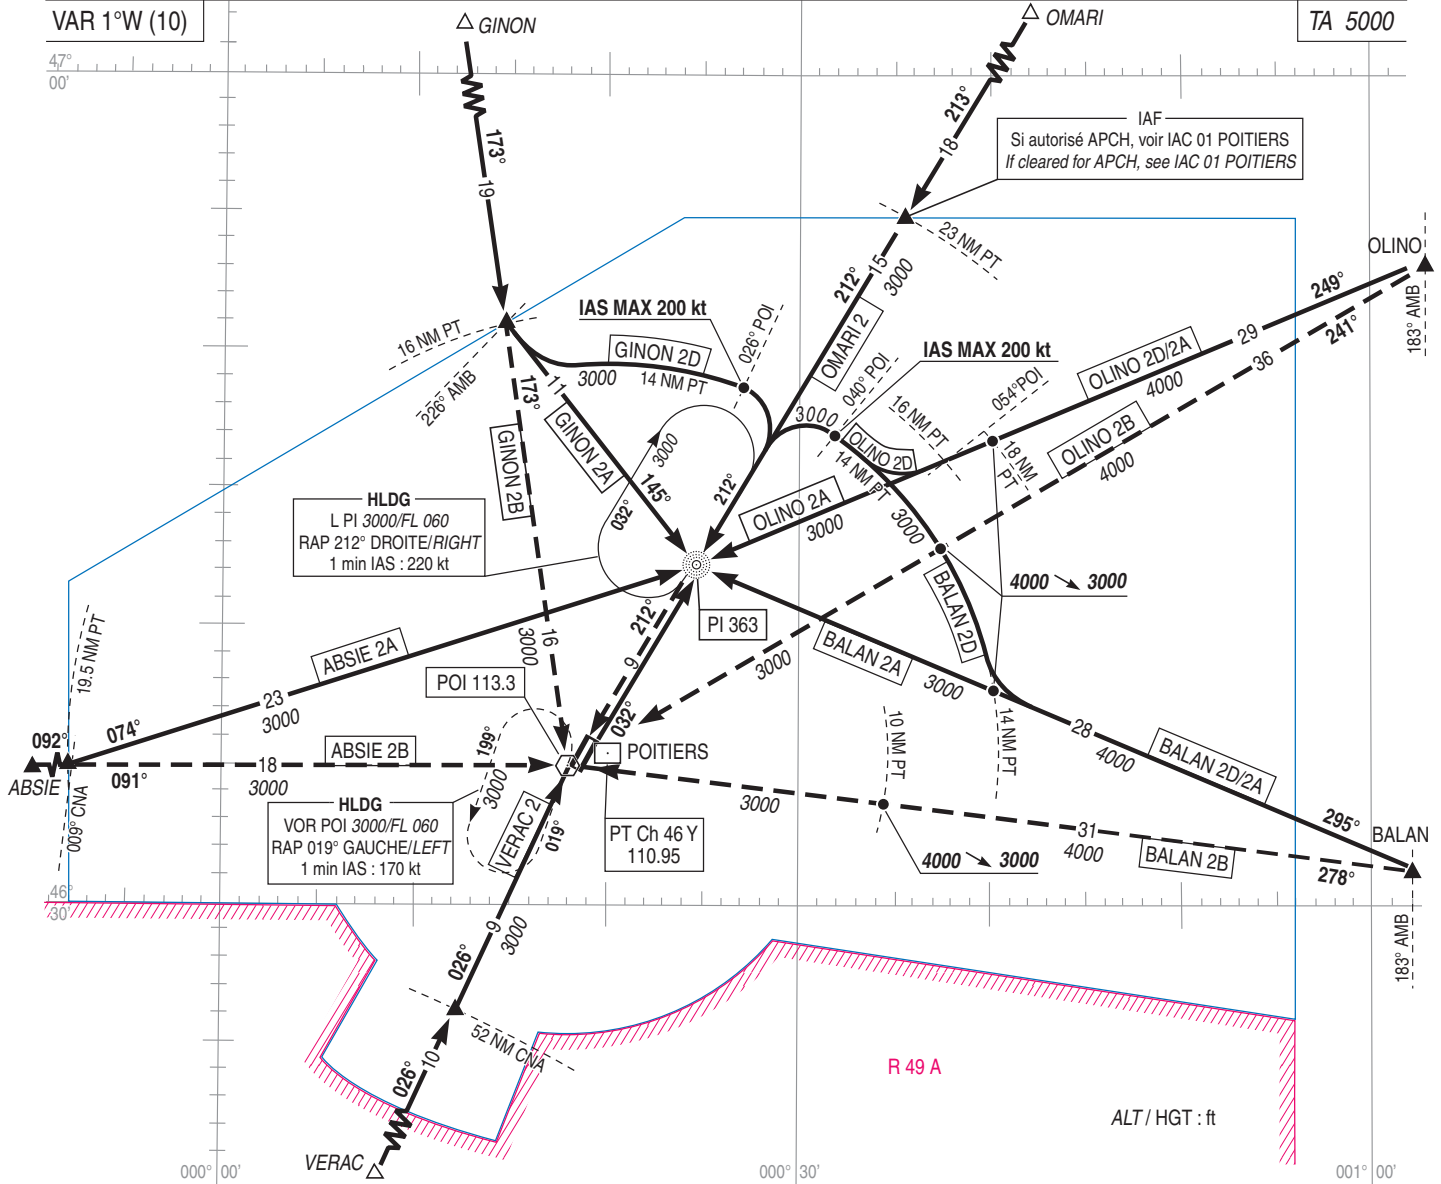 VAR 1°W (10)
GINON
OMARI
TA 5000
47°
00'
173°
19
213°
18
IAF
Si autorisé APCH, voir IAC 01 POITIERS
If cleared for APCH, see IAC 01 POITIERS
23 NM PT
OLINO
183° AMB
249°
241°
29
36
OLINO 2D/2A
4000
OLINO 2B
4000
15
212°
3000
OMARI 2
IAS MAX 200 kt
026° POI
16 NM PT
226° AMB
GINON 2D
3000
14 NM PT
11
173°
GINON 2A
GINON 2B
145°
IAS MAX 200 kt
040° POI
16 NM PT
054°POI
18 NM
PT
3000
OLINO 2D
14 NM PT
3000
3000
032°
212°
OLINO 2A
3000
HLDG
L PI 3000/FL 060
RAP 212° DROITE/RIGHT
1 min IAS : 220 kt
4000 ➘ 3000
BALAN 2D
PI 363
212°
9
032°
16
3000
ABSIE 2A
23
3000
19.5 NM PT
POI 113.3
3000
BALAN 2A
3000
092°
074°
ABSIE
091°
18
3000
ABSIE 2B
009° CNA
199°
3000
POITIERS
10 NM PT
14 NM PT
28
4000
BALAN 2D/2A
295°
BALAN
HLDG
VOR POI 3000/FL 060
RAP 019° GAUCHE/LEFT
1 min IAS : 170 kt
VERAC 2
019°
PT Ch 46 Y
110.95
3000
4000 ➘ 3000
31
4000
BALAN 2B
278°
183° AMB
46°
30'
9
3000
026°
52 NM CNA
10
026°
R 49 A
ALT / HGT : ft
VERAC
000° 00'
000° 30'
001° 00'